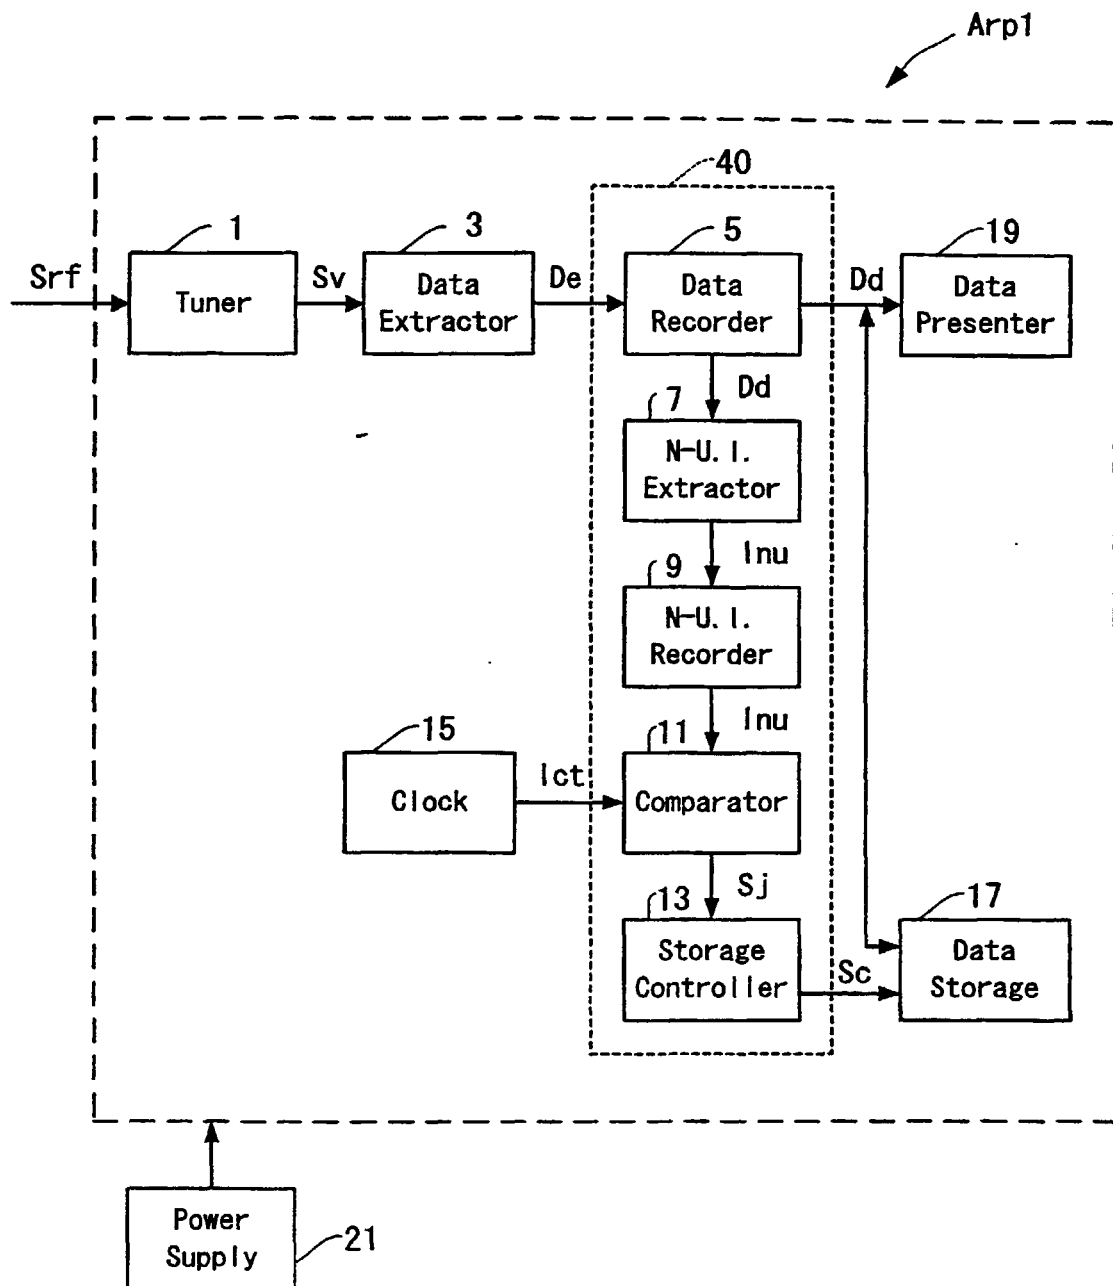 Arp1
40
1
3
5
19
Srf
Tuner
Sv
Data
Extractor
De
Data
Recorder
Dd
Data
Presenter
Dd
7
N-U.I.
Extractor
Inu
9
N-U.I.
Recorder
Inu
15
11
Clock
Ict
Comparator
Sj
13
17
Storage
Controller
Sc
Data
Storage
Power
Supply
21